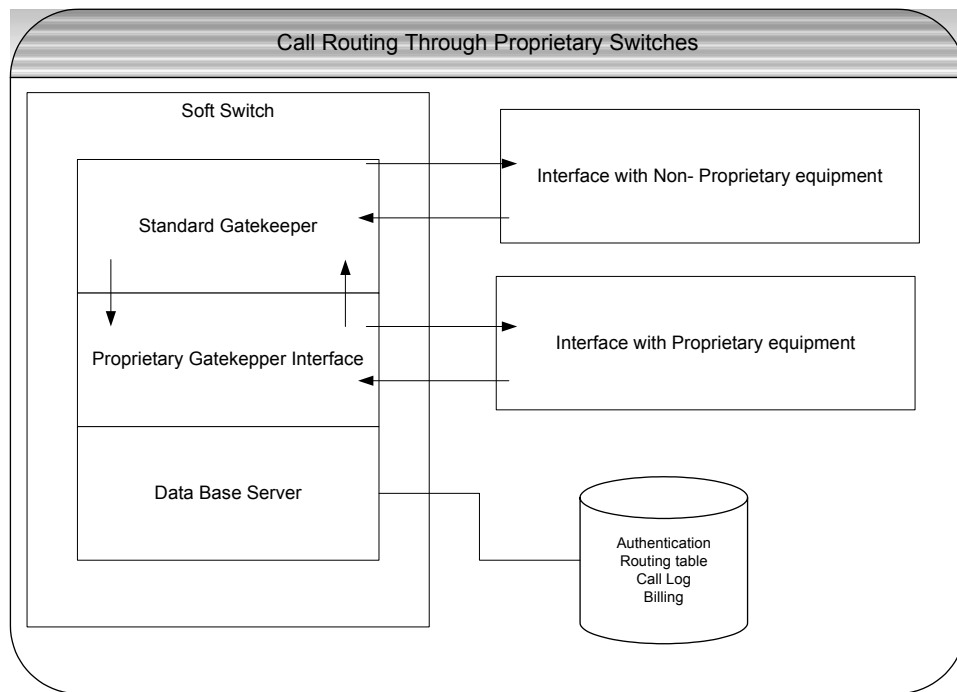 Call Routing Through Proprietary Switches
Soft Switch
Standard Gatekeeper
Proprietary Gatekepper Interface
Data Base Server
Interface with Non- Proprietary equipment
Interface with Proprietary equipment
Authentication
Routing table
Call Log
Billing